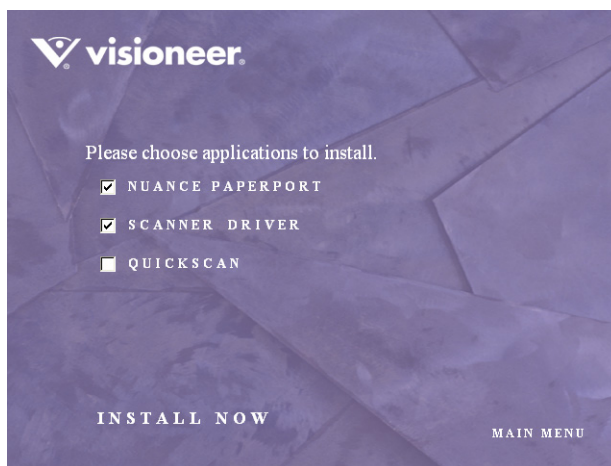 visioneer®
Please choose applications to install.
NUANCE PAPERPORT
SCANNER DRIVER
QUICKSCAN
INSTALL NOW
MAIN MENU